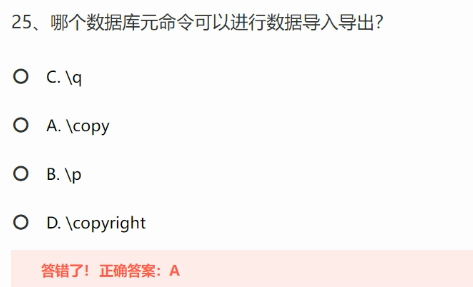 25、哪个数据库元命令可以进行数据导入导出？
C. \q
A. \copy
B. \p
D. \copyright
答错了！ 正确答案：A